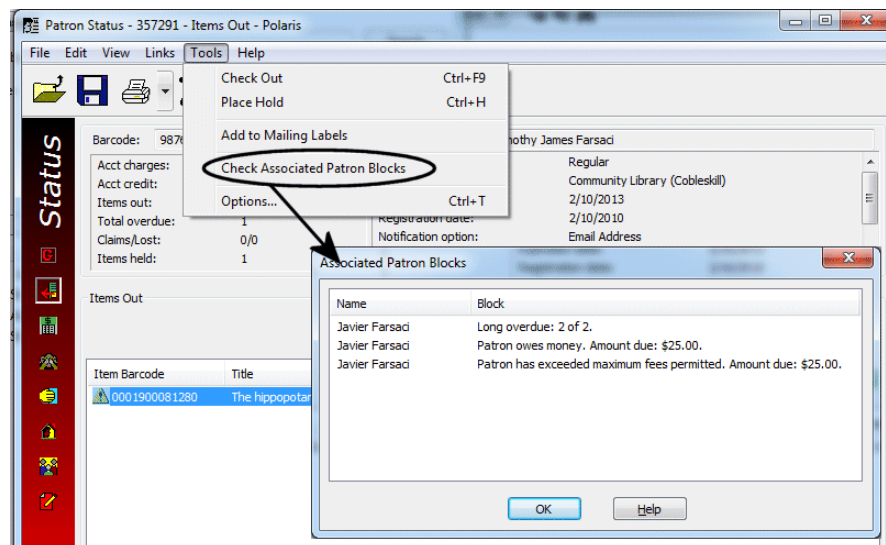 Patron Status - 357291 - Items Out - Polaris
File Edit View Links Tools Help
Check Out Ctrl+F9
Place Hold Ctrl+H
Add to Mailing Labels
Check Associated Patron Blocks
Options... Ctrl+T
Status
Barcode: 987
Timothy James Farsaci
Acct charges:
Regular
Acct credit:
Community Library (Cobleskill)
Items out:
2/10/2013
Total overdue: 1
Registration date: 2/10/2010
Claims/Lost: 0/0
Notification option: Email Address
Items held: 1
Items Out
Item Barcode Title
0001900081280 The hippopotam
Associated Patron Blocks
Name Block
Javier Farsaci Long overdue: 2 of 2.
Javier Farsaci Patron owes money. Amount due: $25.00.
Javier Farsaci Patron has exceeded maximum fees permitted. Amount due: $25.00.
OK Help